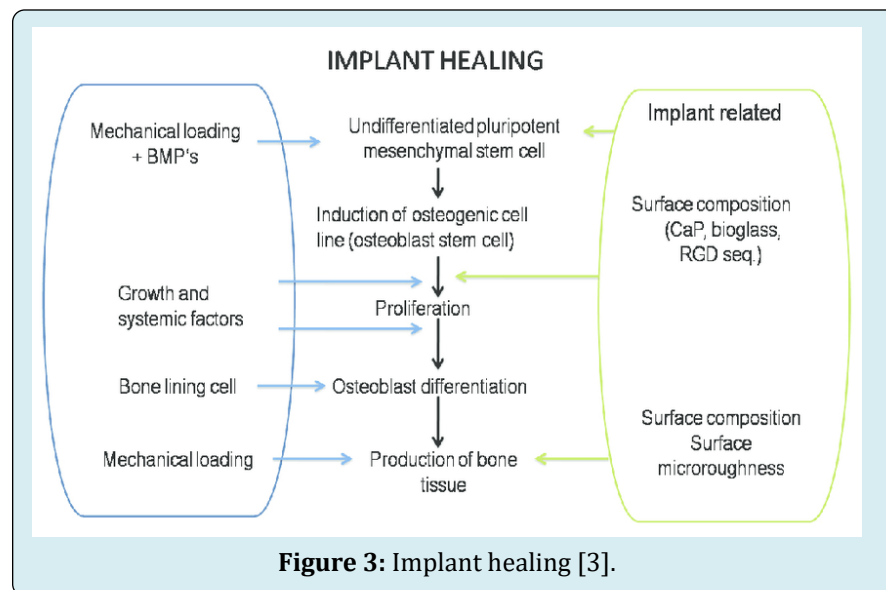 IMPLANT HEALING
Mechanical loading
+ BMP's
Growth and
systemic factors
Bone lining cell
Mechanical loading
Undifferentiated pluripotent
mesenchymal stem cell
Induction of osteogenic cell
line (osteoblast stem cell)
Proliferation
Osteoblast differentiation
Production of bone
tissue
Implant related
Surface composition
(CaP, bioglass,
RGD seq.)
Surface composition
Surface
microroughness
Figure 3: Implant healing [3].